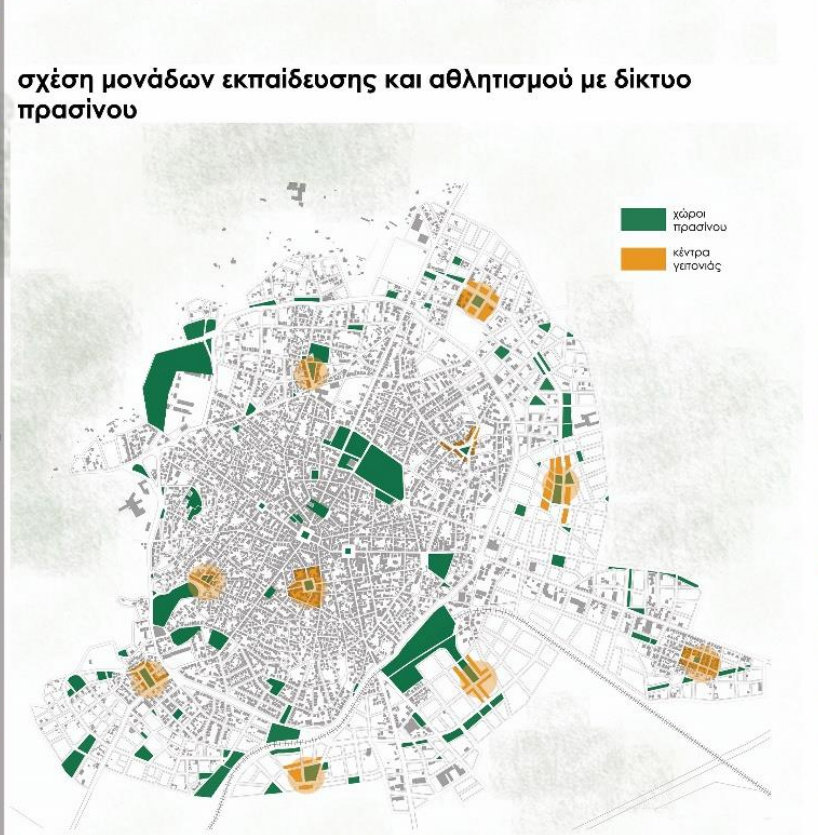 σχέση μονάδων εκπαίδευσης και αθλητισμού με δίκτυο
πρασίνου
χώροι
πρασίνου
κέντρα
γειτονιάς